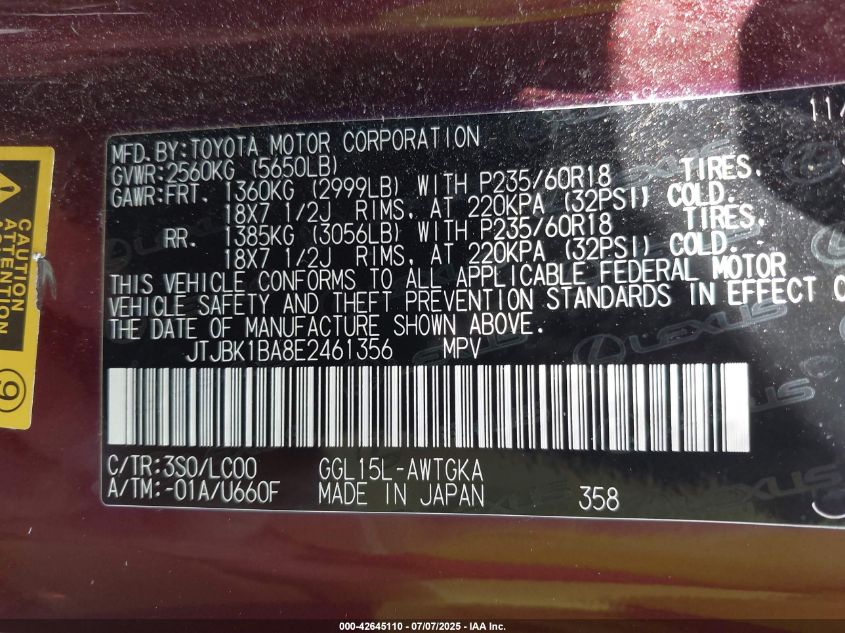 11/
MFD.BY:TOYOTA MOTOR CORPORATION
GVWR:2560KG (5650LB)
GAWR:FRT. 1360KG (2999LB) WITH P235/60R18 TIRES.
18X7 1/2J RIMS, AT 220KPA (32PSI) COLD.
RR. 1385KG (3056LB) WITH P235/60R18 TIRES.
18X7 1/2J RIMS, AT 220KPA (32PSI) COLD.
THIS VEHICLE CONFORMS TO ALL APPLICABLE FEDERAL MOTOR
VEHICLE SAFETY AND THEFT PREVENTION STANDARDS IN EFFECT O
THE DATE OF MANUFACTURE SHOWN ABOVE.
JTJBK1BA8E2461356 MPV
C/TR:3S0/LC00 GGL15L-AWTGKA
A/TM:-01A/U660F MADE IN JAPAN 358
CAUTION
ATTENTION
LEXUS
000-42645110 - 07/07/2025 - IAA Inc.